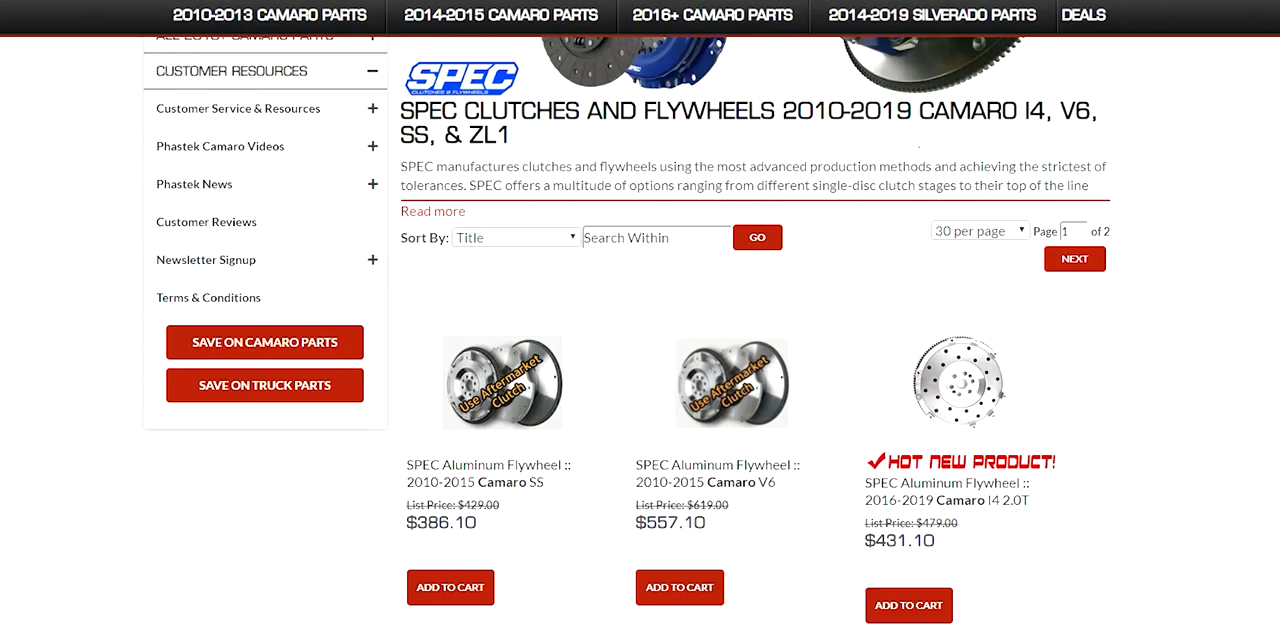 2010-2013 CAMARO PARTS
2014-2015 CAMARO PARTS
2016+ CAMARO PARTS
2014-2019 SILVERADO PARTS
DEALS
ALL 2010+ CAMARO PARTS +
CUSTOMER RESOURCES −
Customer Service & Resources +
Phastek Camaro Videos +
Phastek News +
Customer Reviews
Newsletter Signup +
Terms & Conditions
SAVE ON CAMARO PARTS
SAVE ON TRUCK PARTS
SPEC
CLUTCHES & FLYWHEELS
SPEC CLUTCHES AND FLYWHEELS 2010-2019 CAMARO I4, V6,
SS, & ZL1
SPEC manufactures clutches and flywheels using the most advanced production methods and achieving the strictest of
tolerances. SPEC offers a multitude of options ranging from different single-disc clutch stages to their top of the line
Read more
Sort By: Title Search Within GO
30 per page Page 1 of 2
NEXT
Use Aftermarket
Clutch
SPEC Aluminum Flywheel ::
2010-2015 Camaro SS
List Price: $429.00
$386.10
ADD TO CART
Use Aftermarket
Clutch
SPEC Aluminum Flywheel ::
2010-2015 Camaro V6
List Price: $619.00
$557.10
ADD TO CART
HOT NEW PRODUCT!
SPEC Aluminum Flywheel ::
2016-2019 Camaro I4 2.0T
List Price: $479.00
$431.10
ADD TO CART